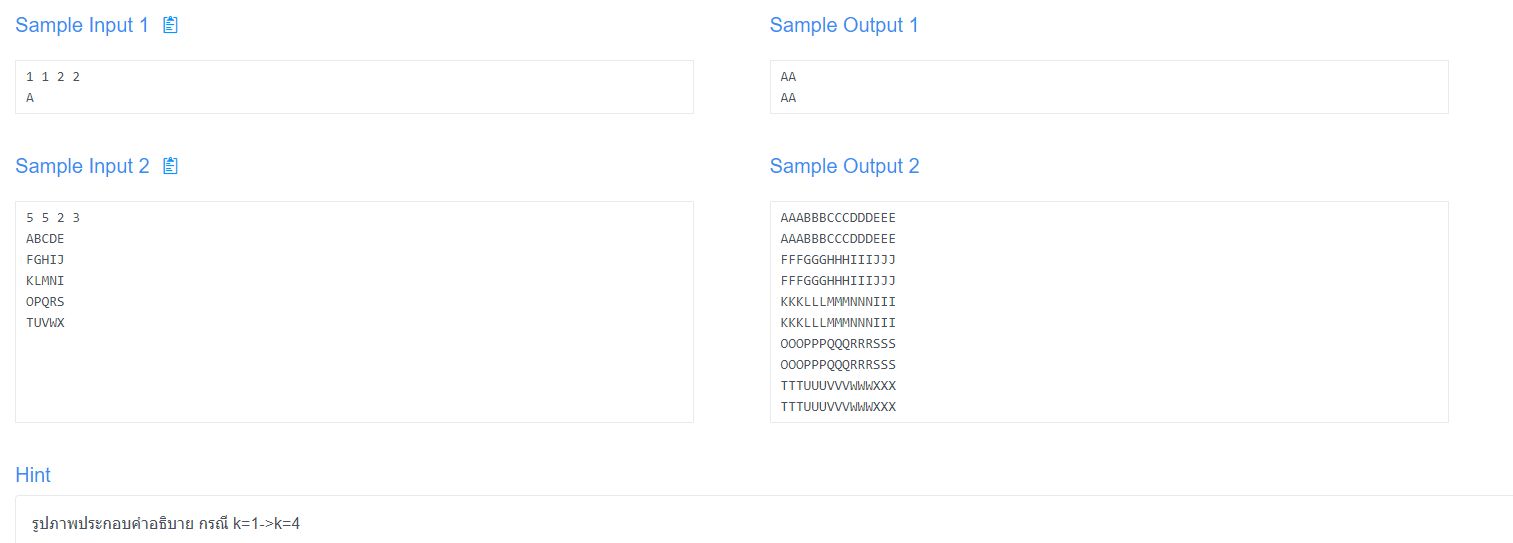 Sample Input 1
Sample Output 1
1 1 2 2
A
AA
AA
Sample Input 2
Sample Output 2
5 5 2 3
ABCDE
FGHIJ
KLMNI
OPQRS
TUVWX
AAABBBCCCDDDEEE
AAABBBCCCDDDEEE
FFFGGGHHHIIIJJJ
FFFGGGHHHIIIJJJ
KKKLLLMMMNNNIII
KKKLLLMMMNNNIII
OOOPPPQQQRRRSSS
OOOPPPQQQRRRSSS
TTTUUUVVVWWWXXX
TTTUUUVVVWWWXXX
Hint
รูปภาพประกอบคำอธิบาย กรณี k=1->k=4